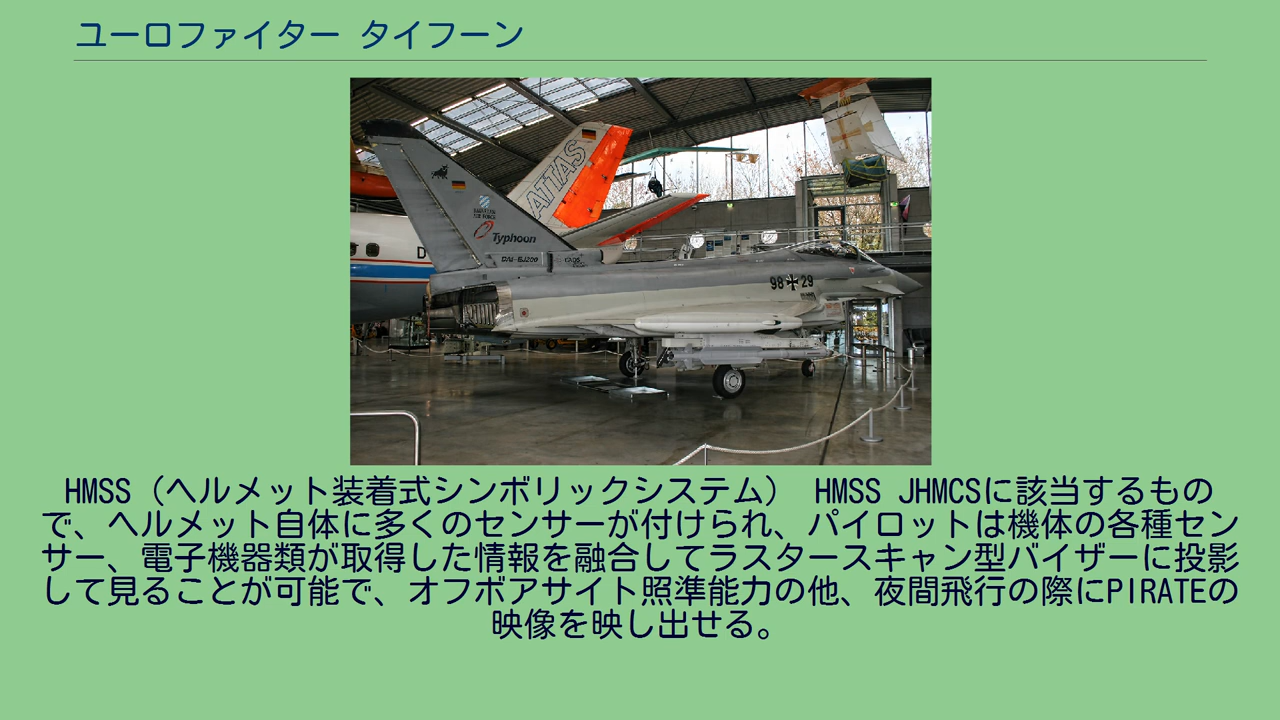 ユーロファイター タイフーン
ATTAS
Typhoon
98 29
D
HMSS（ヘルメット装着式シンボリックシステム） HMSS JHMCSに該当するもの
で、ヘルメット自体に多くのセンサーが付けられ、パイロットは機体の各種セン
サー、電子機器類が取得した情報を融合してラスタースキャン型バイザーに投影
して見ることが可能で、オフボアサイト照準能力の他、夜間飛行の際にPIRATEの
映像を映し出せる。